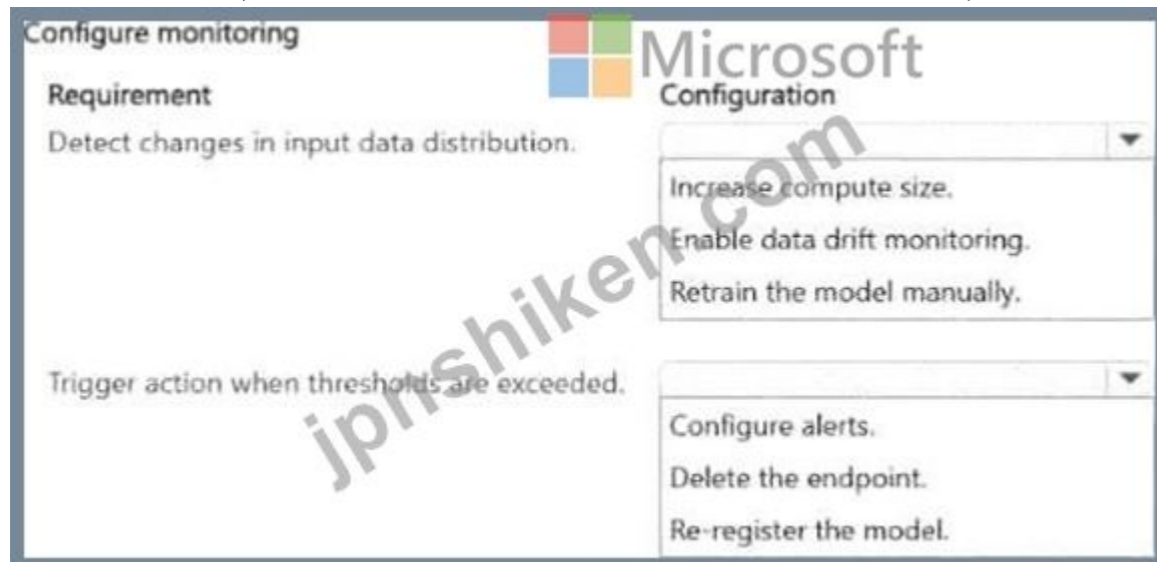 Configure monitoring
Microsoft
Requirement
Configuration
Detect changes in input data distribution.
Increase compute size.
Enable data drift monitoring.
Retrain the model manually.
Trigger action when thresholds are exceeded.
Configure alerts.
Delete the endpoint.
Re-register the model.
jpnshiken.com